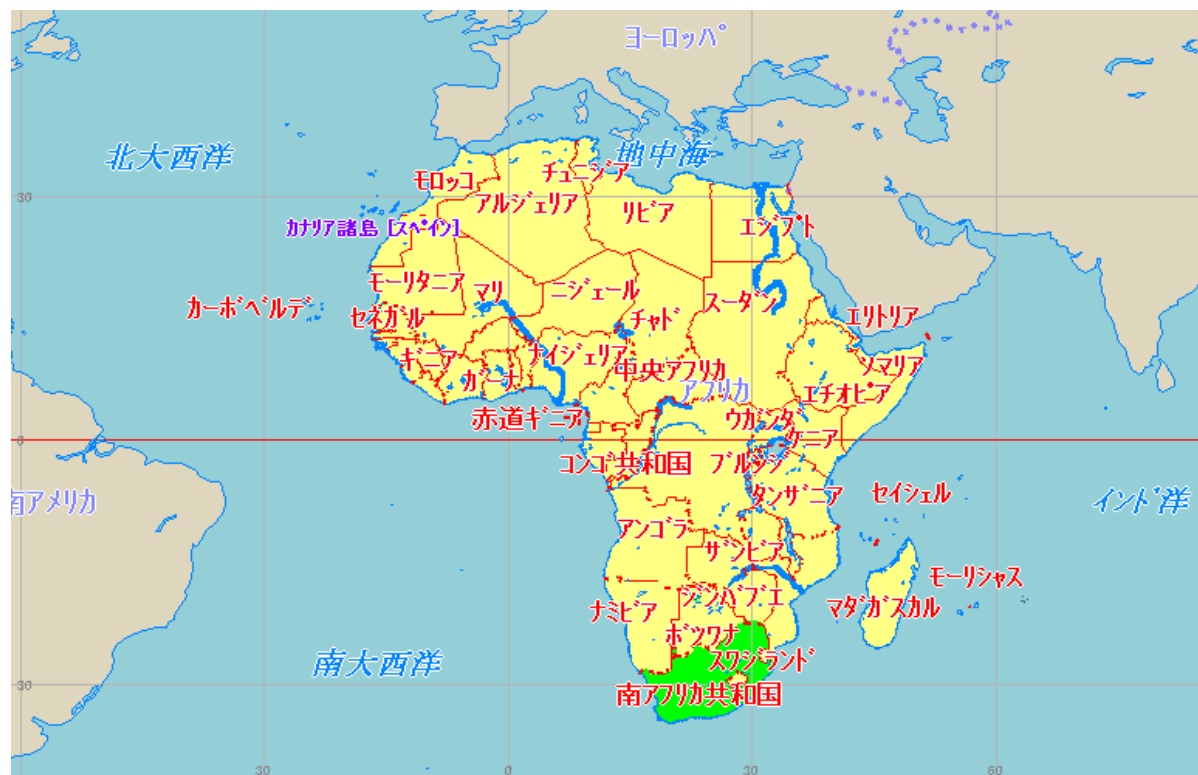 ヨーロッパ
北大西洋
地中海
チュニジア
モロッコ
30
アルジェリア
リビア
カナリア諸島 [スペイン]
エジプト
モーリタニア
マリ
ニジェール
スーダン
カーボベルデ
セネガル
チャド
エリトリア
ギニア
ナイジェリア
中央アフリカ
ソマリア
ガーナ
アフリカ
エチオピア
赤道ギニア
ウガンダ
0
ケニア
コンゴ共和国
ブルンジ
南アメリカ
タンザニア
セイシェル
インド洋
アンゴラ
ザンビア
モーリシャス
ナミビア
ジンバブエ
マダガスカル
ボツワナ
南大西洋
スワジランド
30
南アフリカ共和国
30
0
30
60